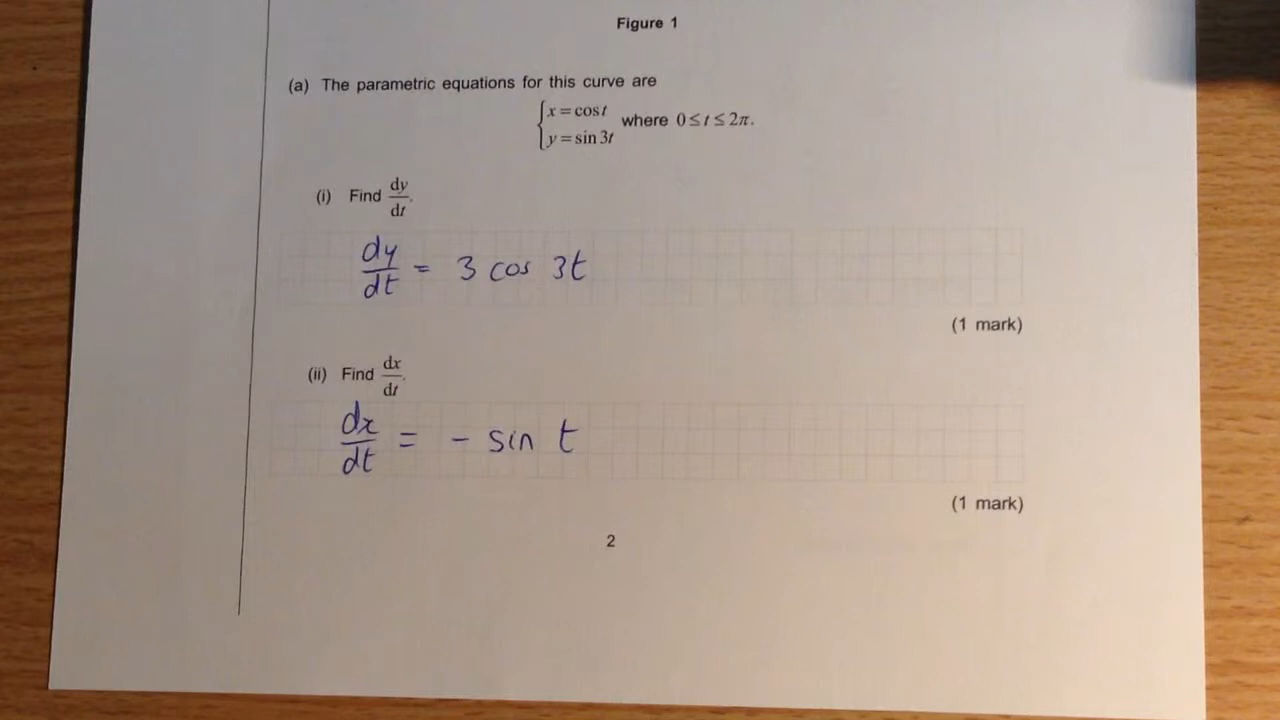 Figure 1
(a) The parametric equations for this curve are
{x = cos t
{y = sin 3t
where 0 ≤ t ≤ 2π.
(i) Find dy/dt.
dy/dt = 3 cos 3t
(1 mark)
(ii) Find dx/dt.
dx/dt = - sin t
(1 mark)
2